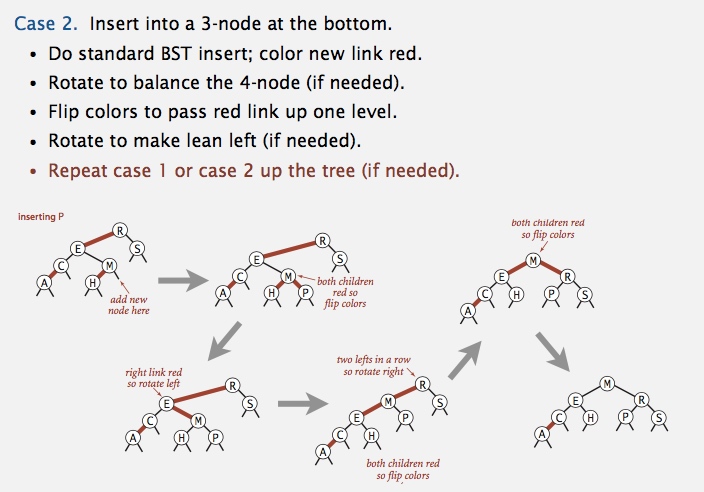 Case 2. Insert into a 3-node at the bottom.
• Do standard BST insert; color new link red.
• Rotate to balance the 4-node (if needed).
• Flip colors to pass red link up one level.
• Rotate to make lean left (if needed).
• Repeat case 1 or case 2 up the tree (if needed).
inserting P
R
E
S
C
M
A
H
add new
node here
R
E
S
C
M
A
H
P
both children
red so
flip colors
both children red
so flip colors
M
E
R
C
H
P
S
A
right link red
so rotate left
R
E
S
C
M
A
H
P
two lefts in a row
so rotate right
R
M
S
E
P
C
H
A
both children red
so flip colors
M
E
R
C
H
P
S
A